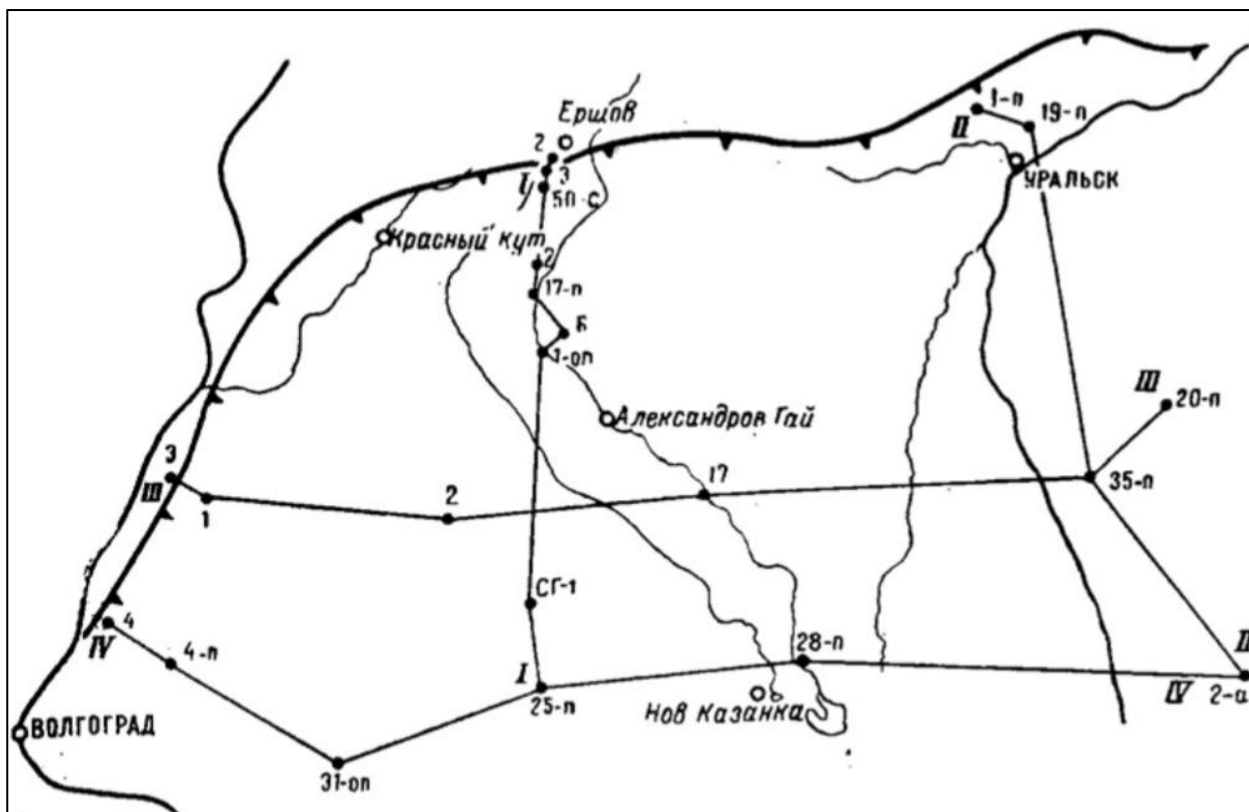 Ершов
1-п
19-п
II
2
3
I
5п с
УРАЛЬСК
Красный кут
2
17-п
Б
1-оп
III
20-п
Александров Гай
3
III
1
2
17
35-п
СГ-1
4
IV
4-п
I
25-п
28-п
Нов Казанка
II
IV
2-а
ВОЛГОГРАД
31-оп